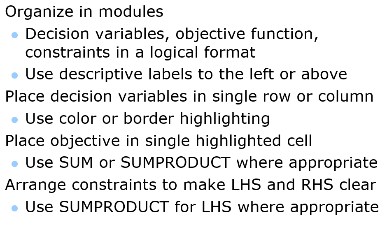 Organize in modules
• Decision variables, objective function,
constraints in a logical format
• Use descriptive labels to the left or above
Place decision variables in single row or column
• Use color or border highlighting
Place objective in single highlighted cell
• Use SUM or SUMPRODUCT where appropriate
Arrange constraints to make LHS and RHS clear
• Use SUMPRODUCT for LHS where appropriate